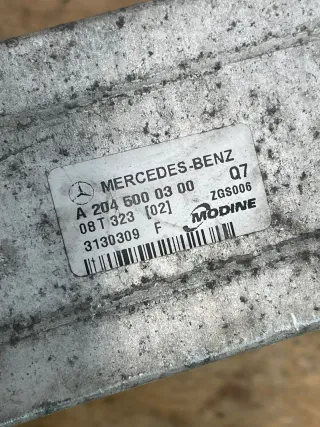 MERCEDES-BENZ
A 204 500 03 00 Q7
08 T 323 [02] ZGS006
3130309 F MODINE